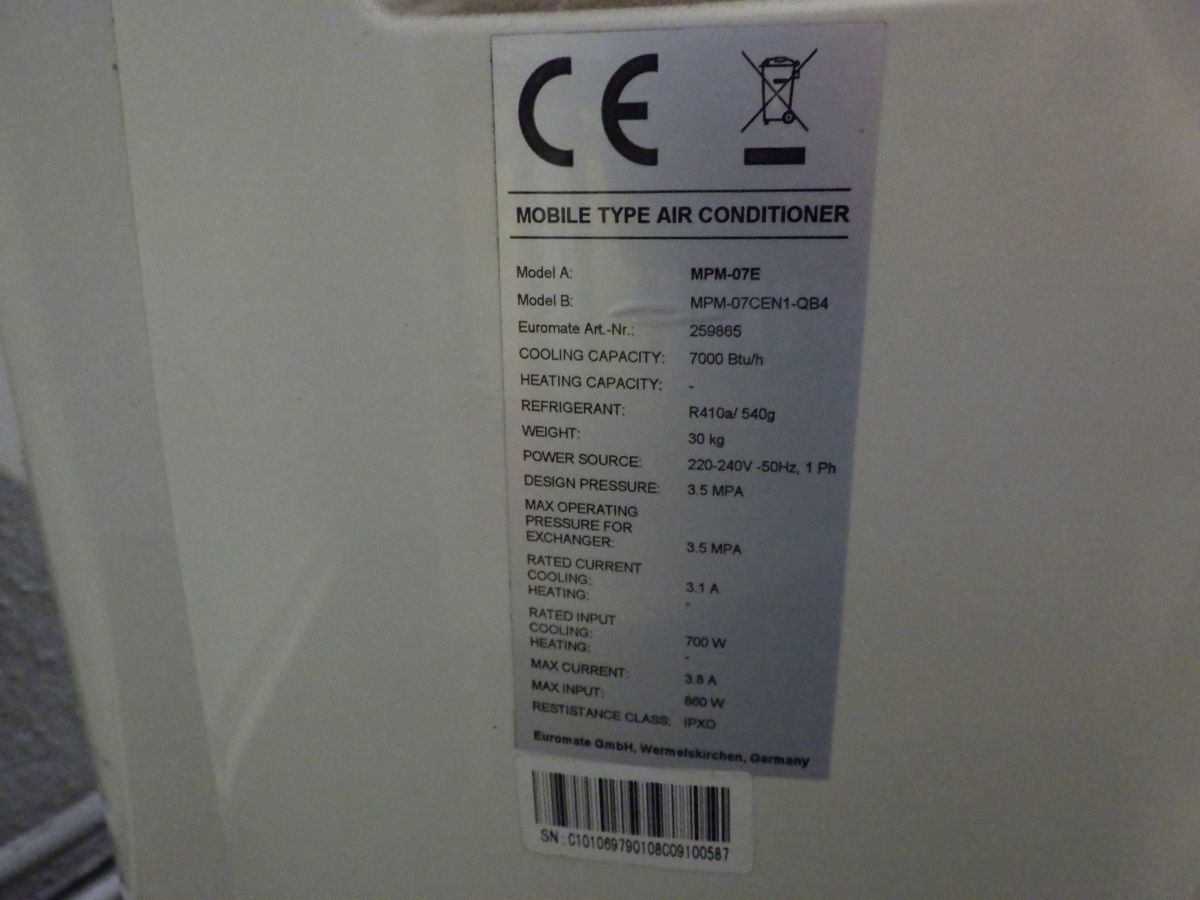 CE
MOBILE TYPE AIR CONDITIONER
Model A: MPM-07E
Model B: MPM-07CEN1-QB4
Euromate Art.-Nr.: 259865
COOLING CAPACITY: 7000 Btu/h
HEATING CAPACITY: -
REFRIGERANT: R410a/ 540g
WEIGHT: 30 kg
POWER SOURCE: 220-240V -50Hz, 1 Ph
DESIGN PRESSURE: 3.5 MPA
MAX OPERATING
PRESSURE FOR
EXCHANGER: 3.5 MPA
RATED CURRENT
COOLING: 3.1 A
HEATING: -
RATED INPUT
COOLING: 700 W
HEATING: -
MAX CURRENT: 3.8 A
MAX INPUT: 860 W
RESTISTANCE CLASS: IPXO
Euromate GmbH, Wermelskirchen, Germany
SN : C101069790108C09100587